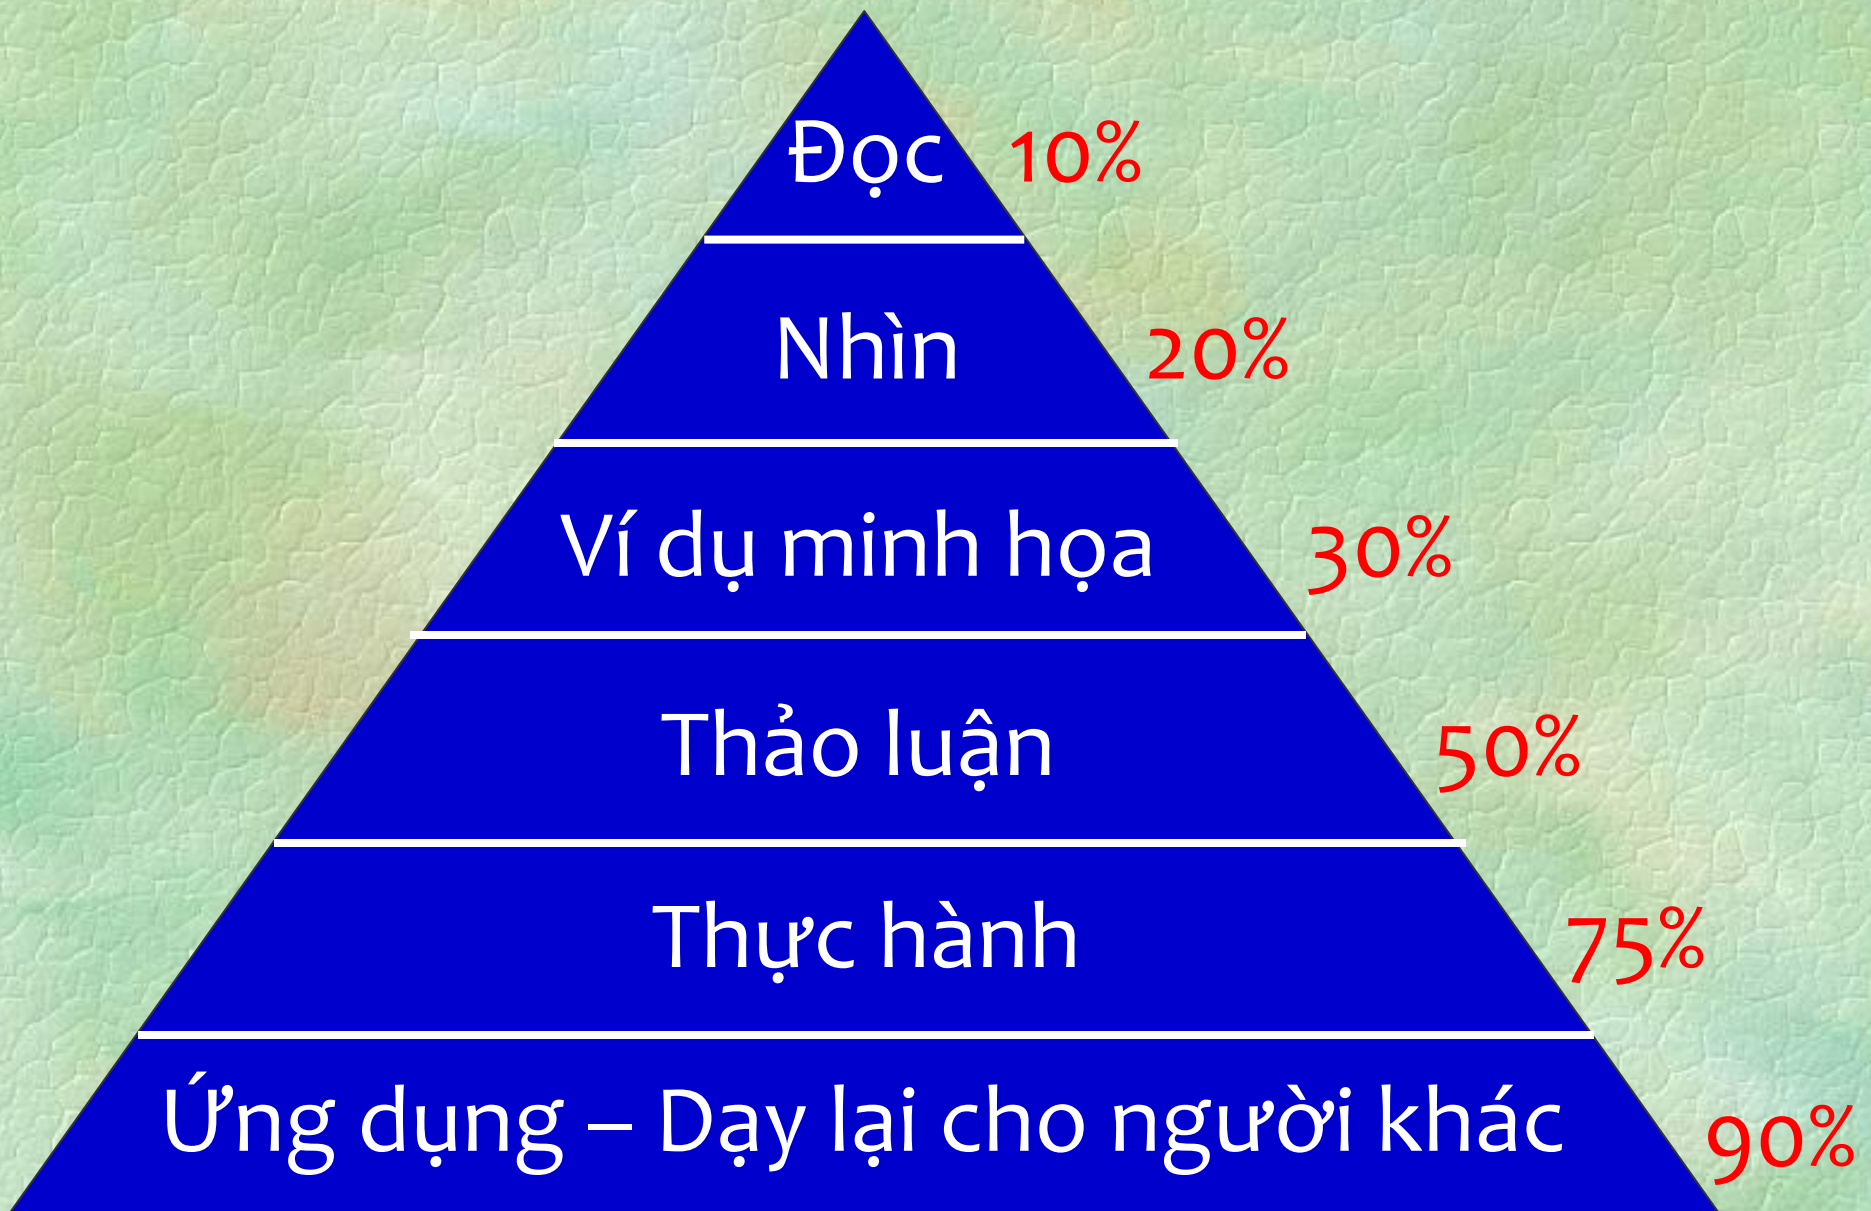 Đọc 10%
Nhìn 20%
Ví dụ minh họa 30%
Thảo luận 50%
Thực hành 75%
Ứng dụng – Dạy lại cho người khác 90%